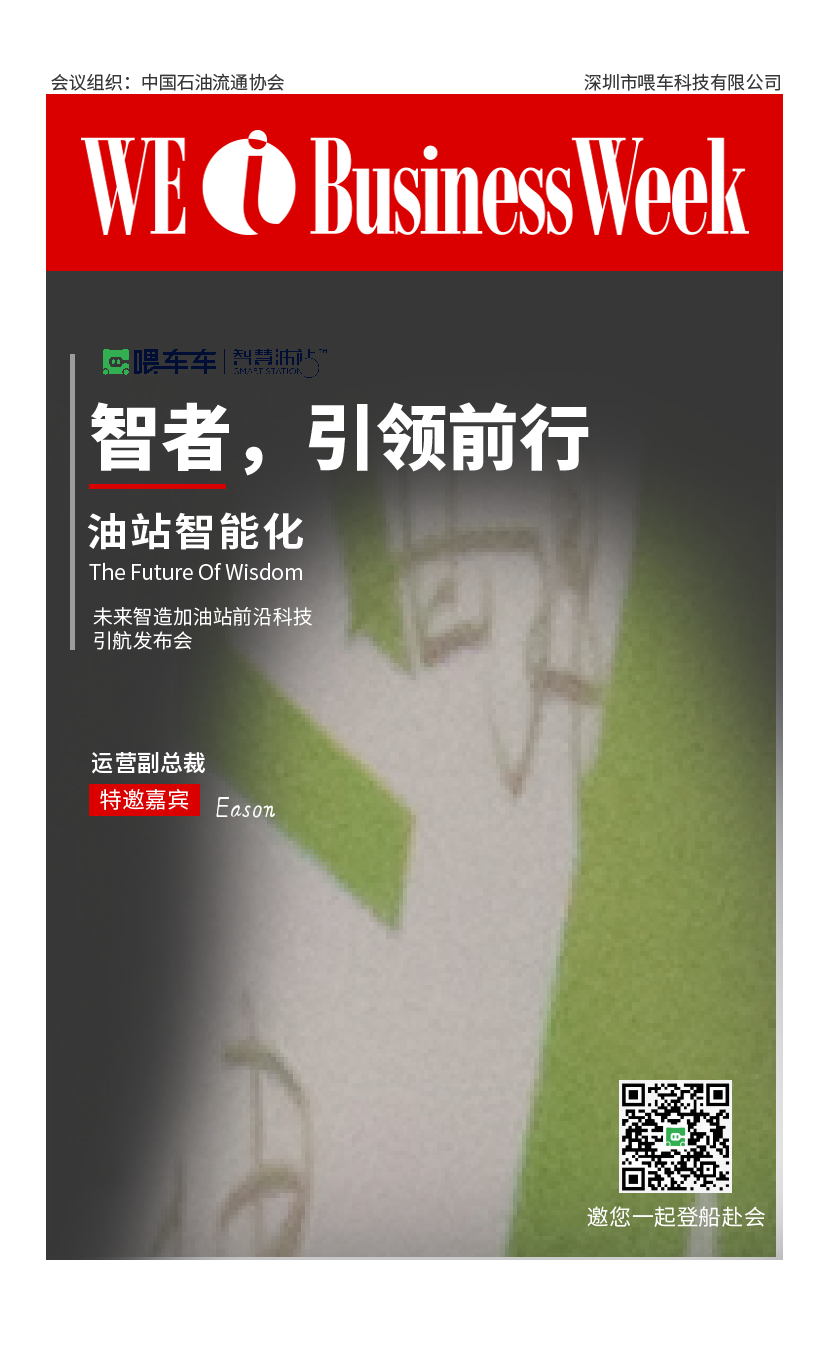 会议组织：中国石油流通协会
深圳市喂车科技有限公司
WE i BusinessWeek
喂车车 智慧油站 TM
SMART STATION
智者，引领前行
油站智能化
The Future Of Wisdom
未来智造加油站前沿科技
引航发布会
运营副总裁
特邀嘉宾
Eason
邀您一起登船赴会